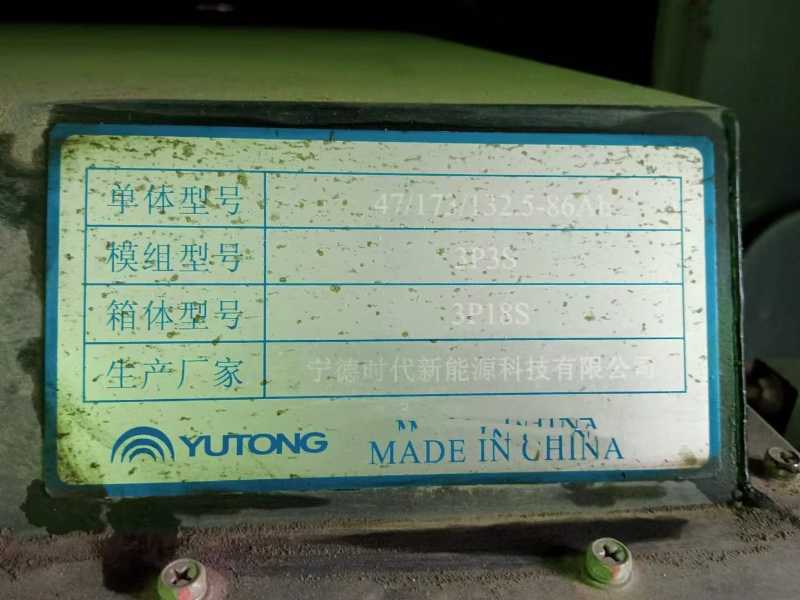 单体型号 47/173/132.5-86Ah
模组型号 3P3S
箱体型号 3P18S
生产厂家 宁德时代新能源科技有限公司
YUTONG MADE IN CHINA